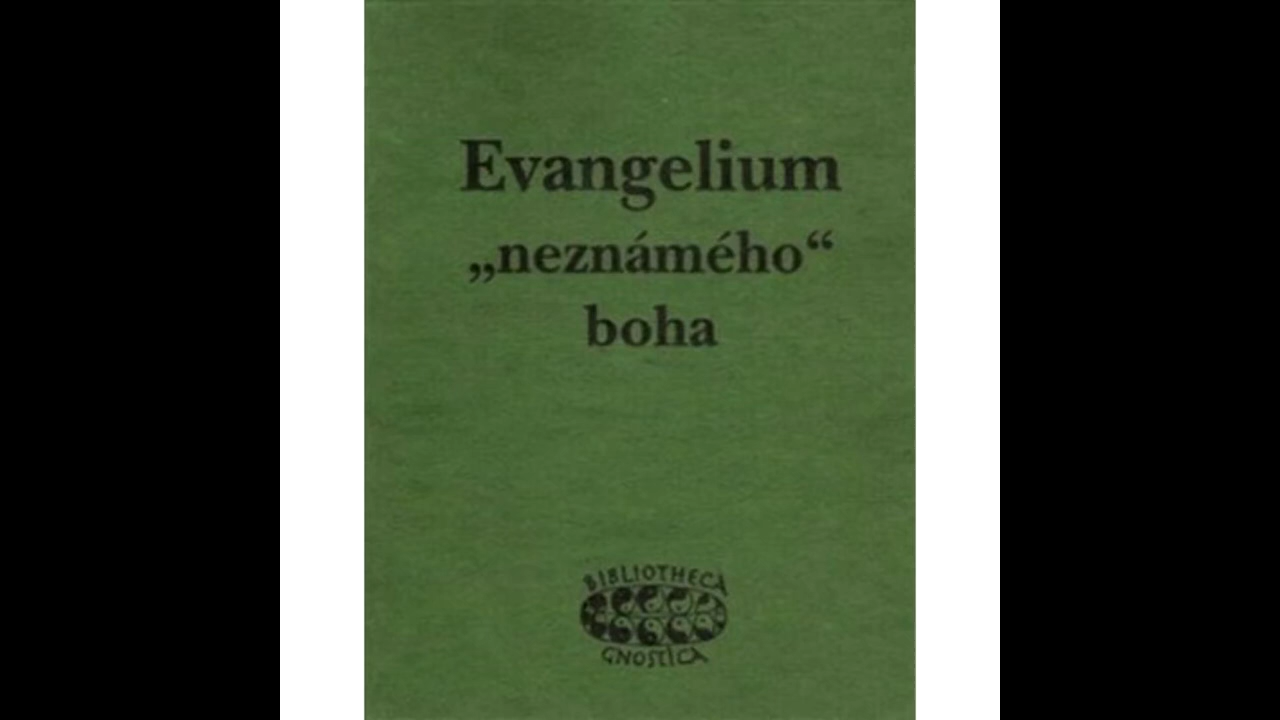 Evangelium
„neznámého“
boha
BIBLIOTHECA
GNOSTICA